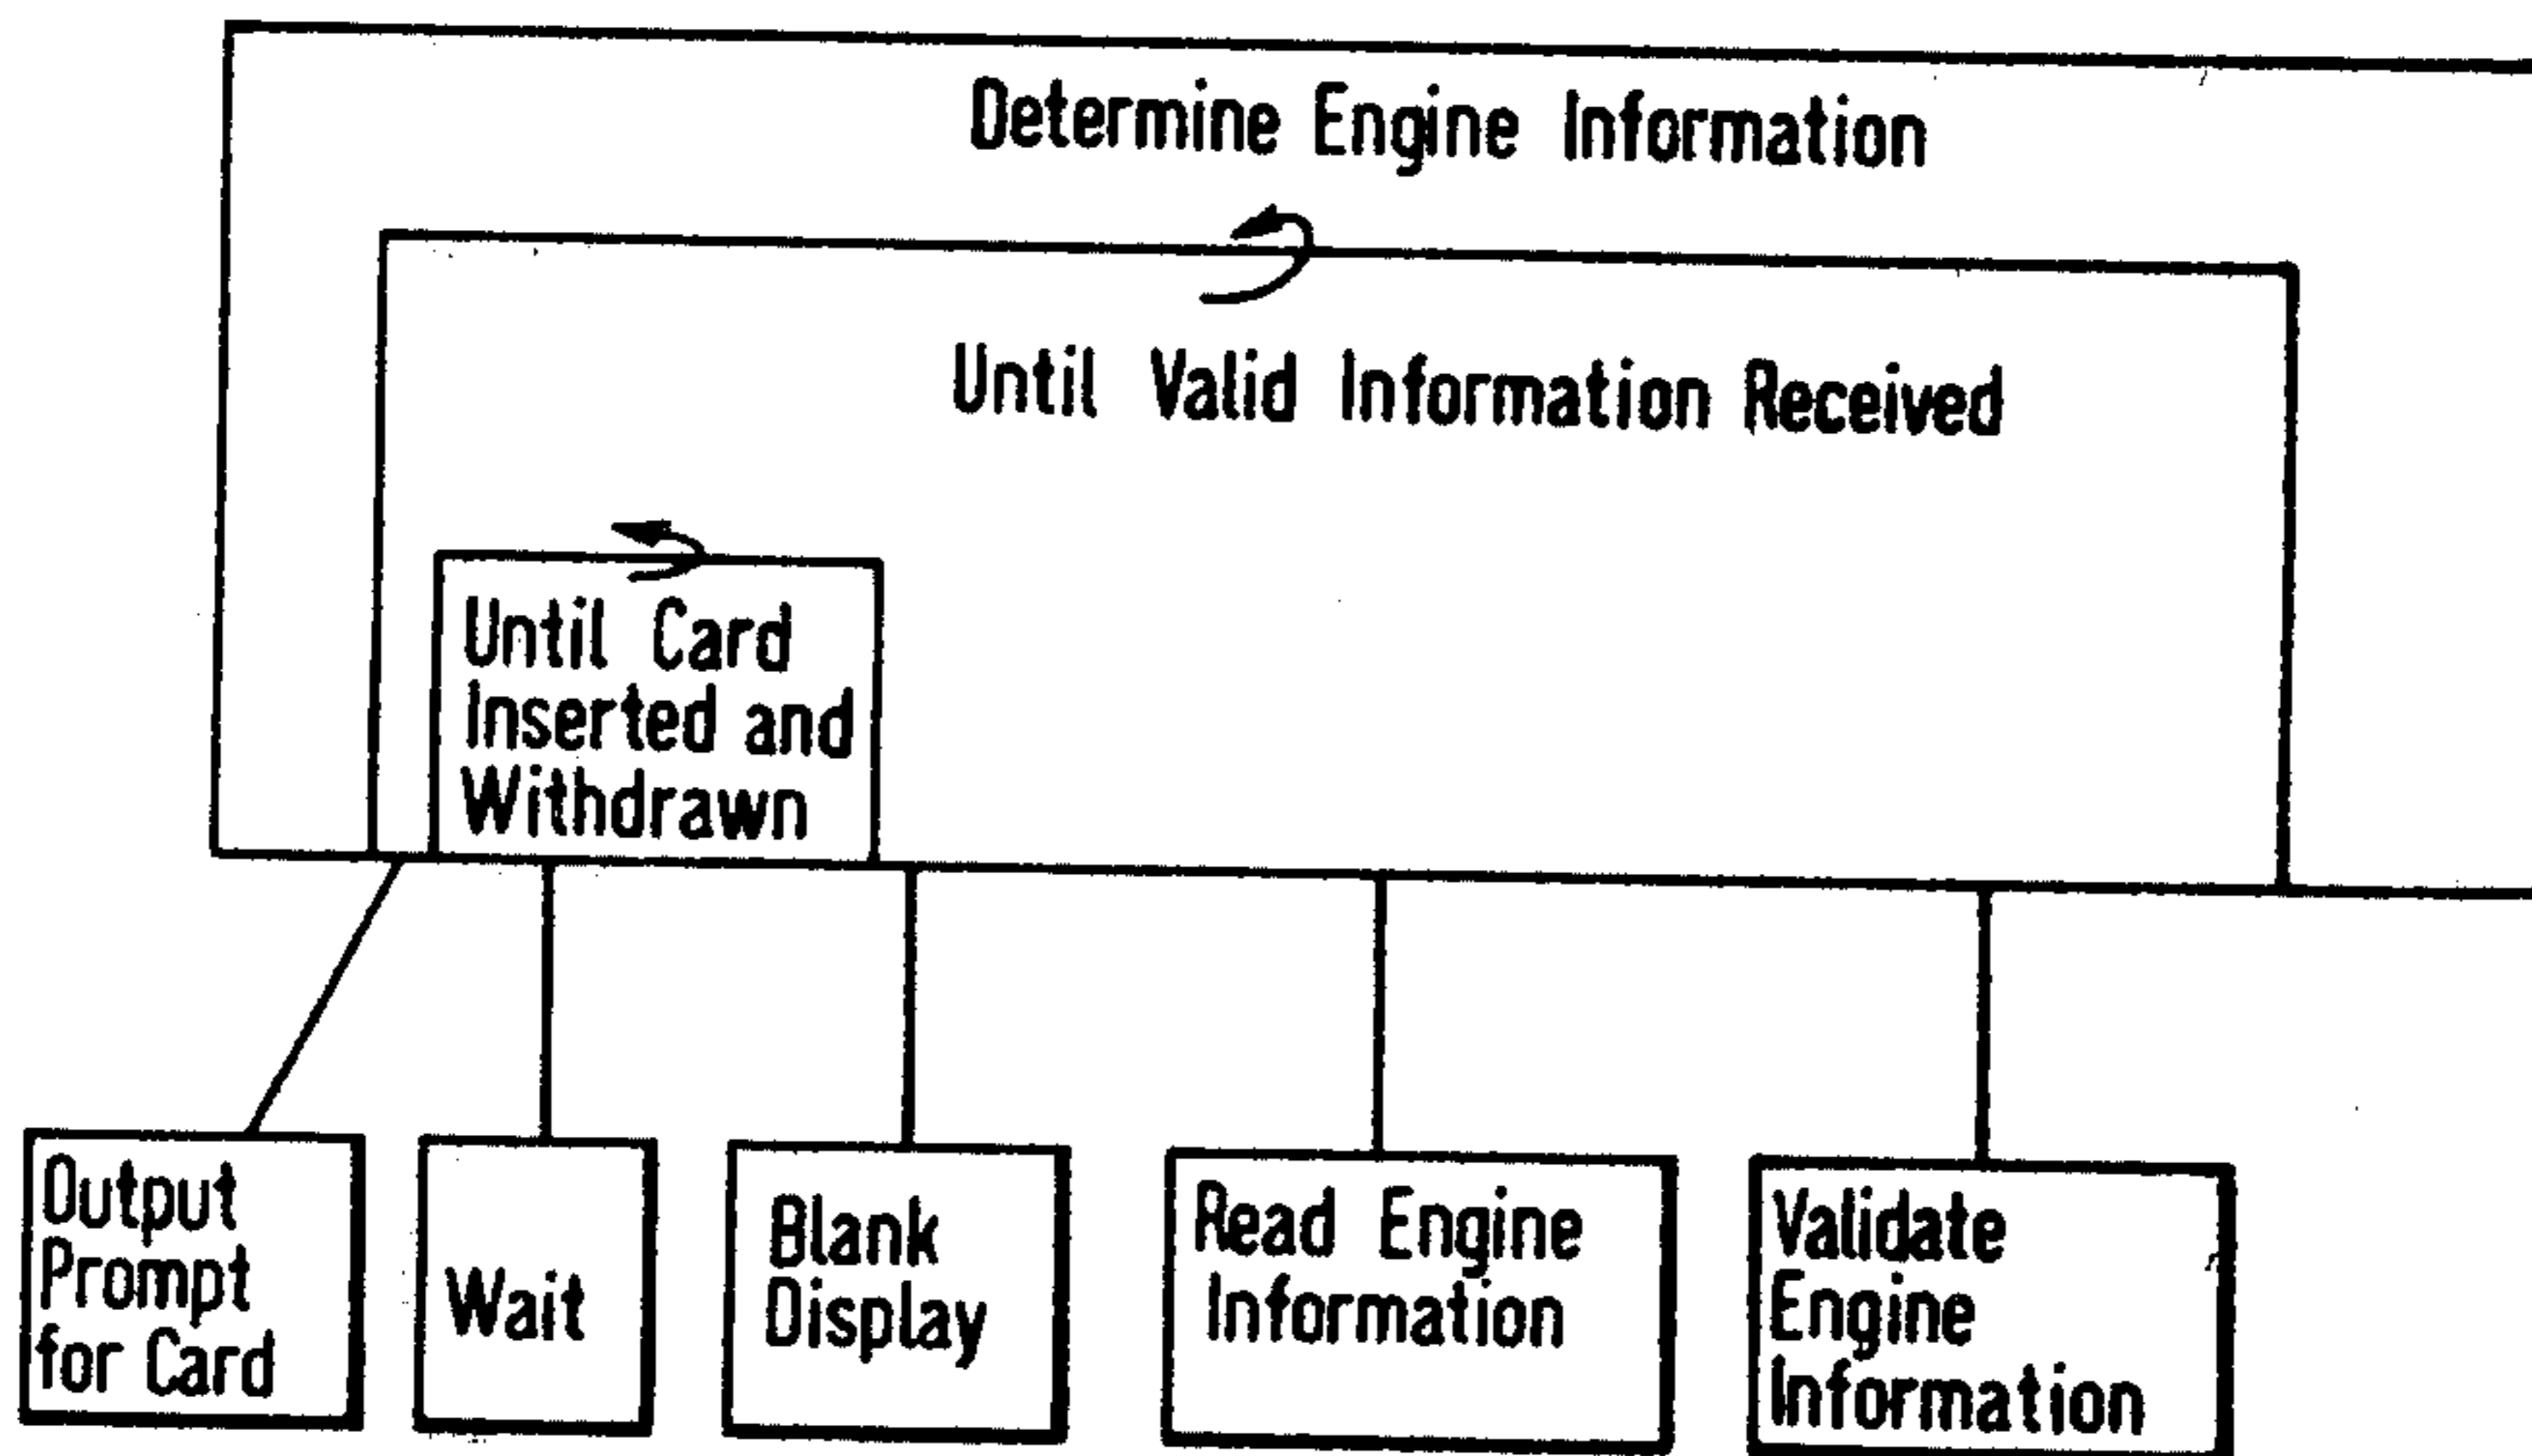 Determine Engine Information
Until Valid Information Received
Until Card
Inserted and
Withdrawn
Output
Prompt
for Card
Wait
Blank
Display
Read Engine
Information
Validate
Engine
Information